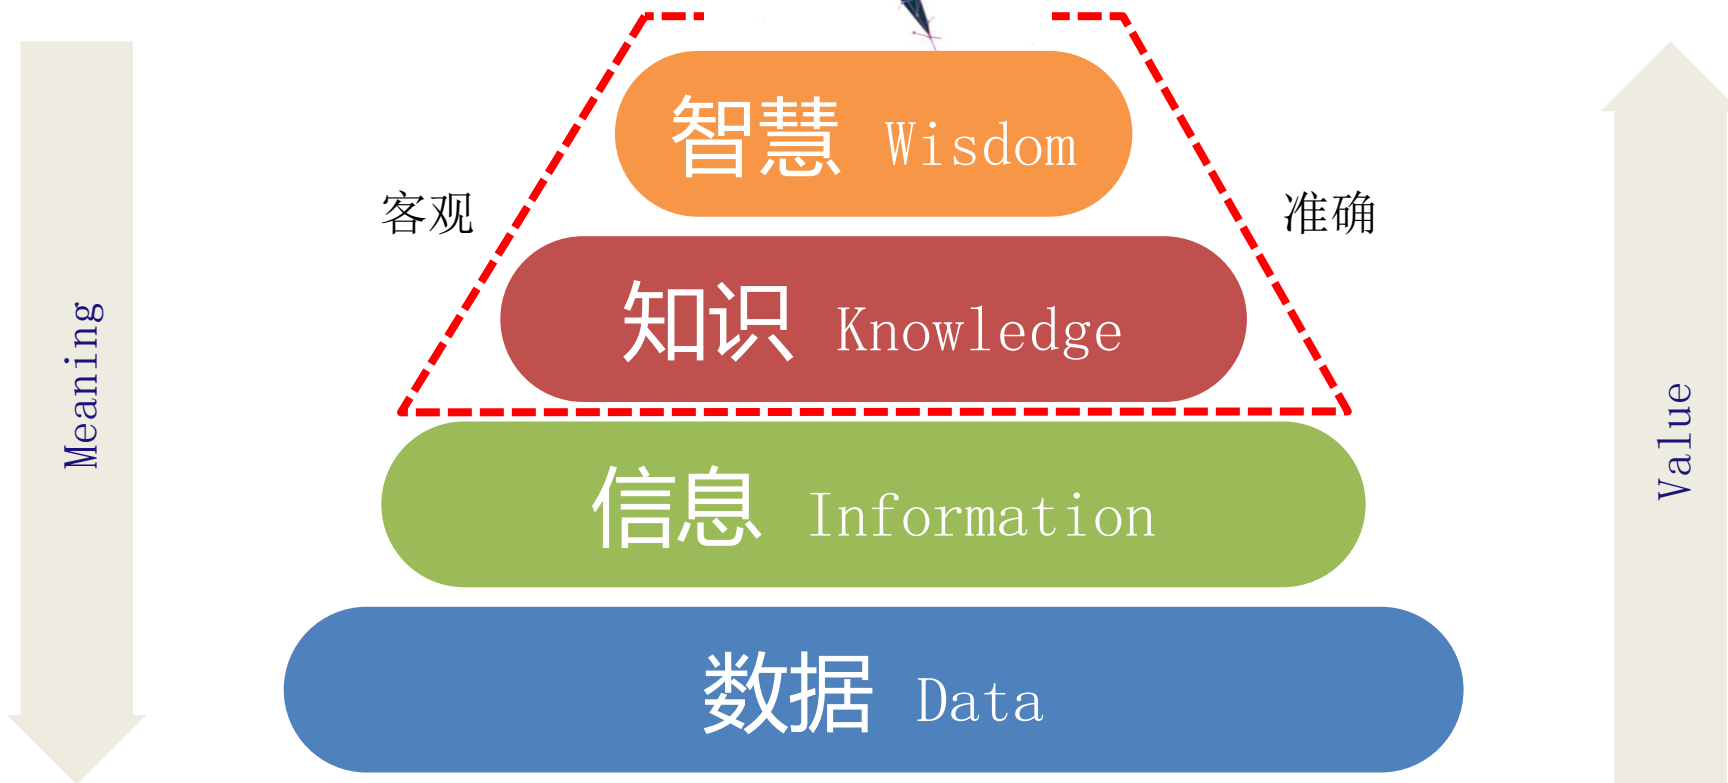 智慧 Wisdom
客观
准确
知识 Knowledge
Meaning
Value
信息 Information
数据 Data